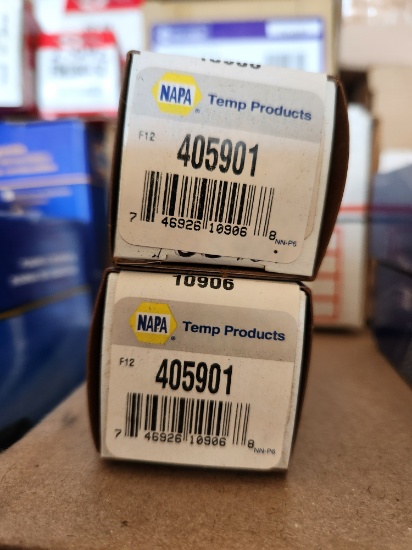 NAPA
Temp Products
F12
405901
7 46926 10906 8
NN-P6
10906
NAPA
Temp Products
F12
405901
7 46926 10906 8
NN-P6